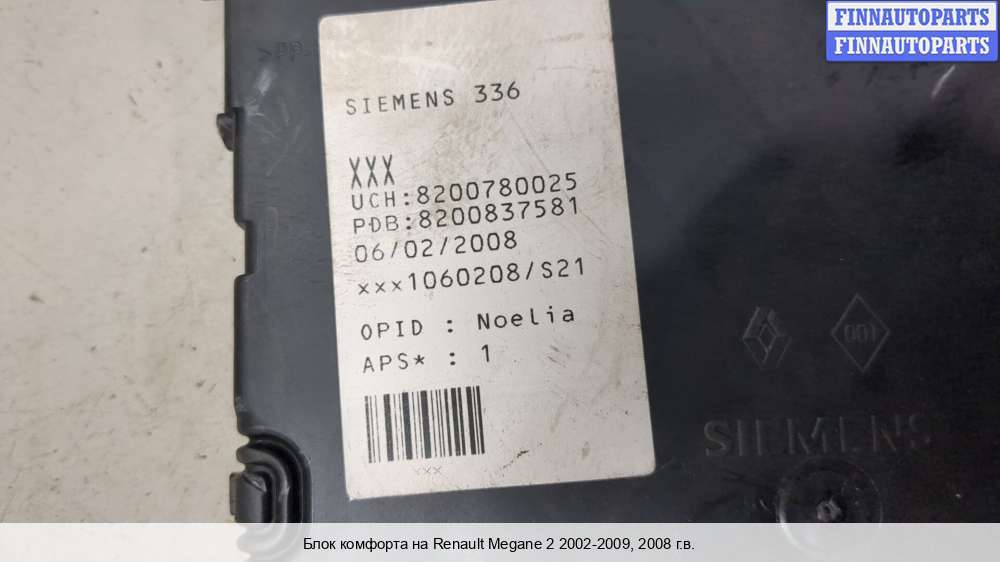 FINNAUTOPARTS
FINNAUTOPARTS
SIEMENS 336
XXX
UCH:8200780025
PDB:8200837581
06/02/2008
xxx1060208/S21
OPID : Noelia
APS* : 1
xxx
001
SIEMENS
Блок комфорта на Renault Megane 2 2002-2009, 2008 г.в.